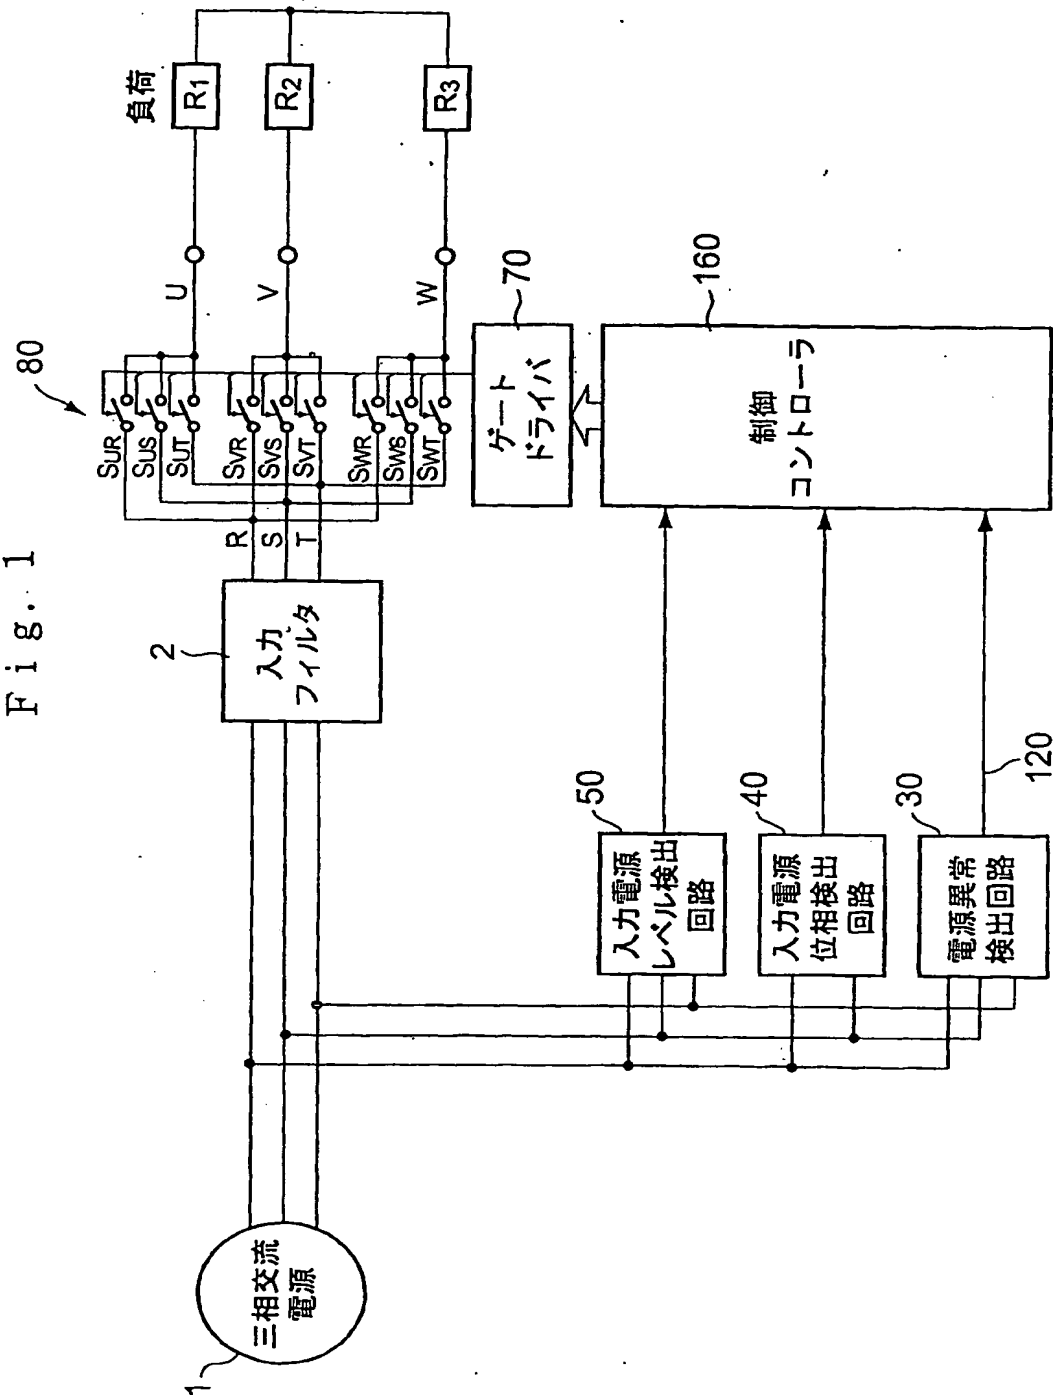 Fig. 1
1
三相交流
電源
2
入力
フィルタ
R
S
T
80
SUR
SUS
SUT
SVR
SVS
SVT
SWR
SWS
SWT
U
V
W
負荷
R1
R2
R3
70
ゲート
ドライバ
160
制御
コントローラ
50
入力電源
レベル検出
回路
40
入力電源
位相検出
回路
30
電源異常
検出回路
120